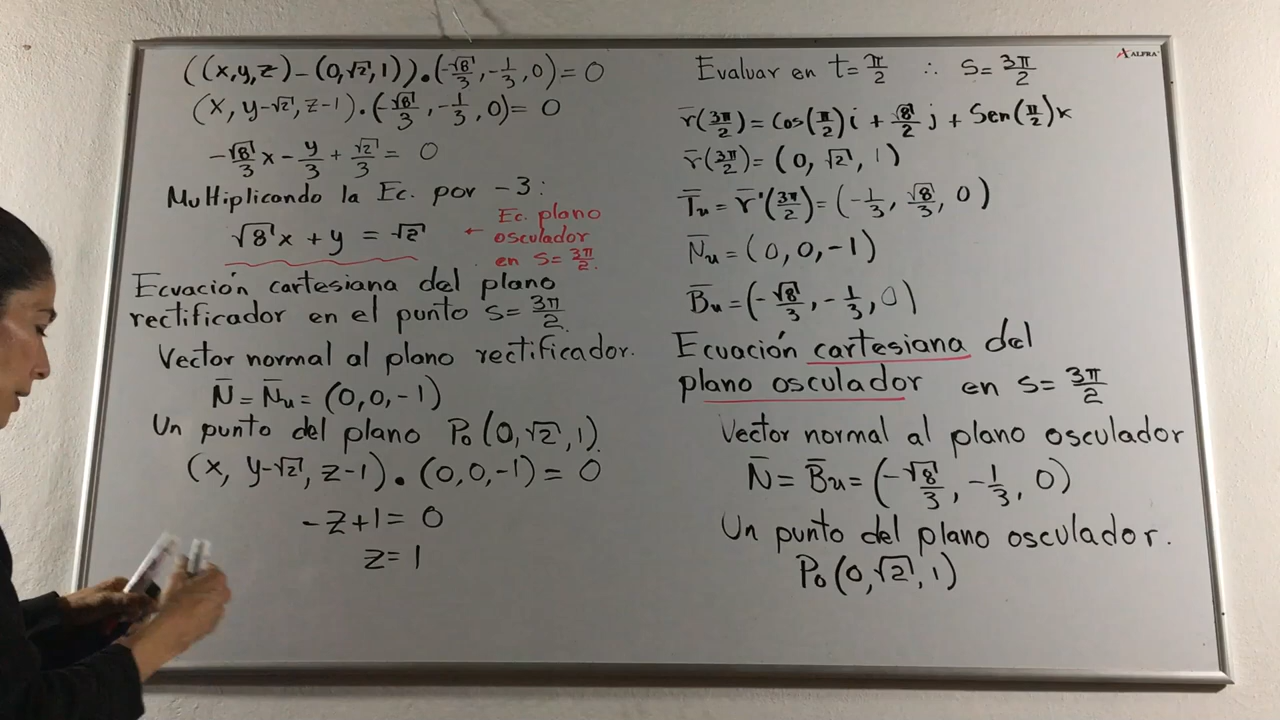 ((x,y,z)-(0,√2,1))·(-√8/3,-1/3,0)=0
(x, y-√2, z-1)·(-√8/3,-1/3,0)=0
-√8/3 x - y/3 + √2/3 = 0
Multiplicando la Ec. por -3:
√8 x + y = √2
← Ec. plano
osculador
en s=3π/2.
Ecuación cartesiana del plano
rectificador en el punto s=3π/2.
Vector normal al plano rectificador.
N̄=N̄u=(0,0,-1)
Un punto del plano Po(0,√2,1).
(x, y-√2, z-1)·(0,0,-1)=0
-z+1=0
z=1
ALFRA
Evaluar en t=π/2 ∴ s=3π/2
r̄(3π/2)=Cos(π/2)i+√8/2 j+Sen(π/2)k
r̄(3π/2)=(0,√2,1)
T̄u=r̄'(3π/2)=(-1/3,√8/3,0)
N̄u=(0,0,-1)
B̄u=(-√8/3,-1/3,0)
Ecuación cartesiana del
plano osculador en s=3π/2
Vector normal al plano osculador
N̄=B̄u=(-√8/3,-1/3,0)
Un punto del plano osculador.
Po(0,√2,1)